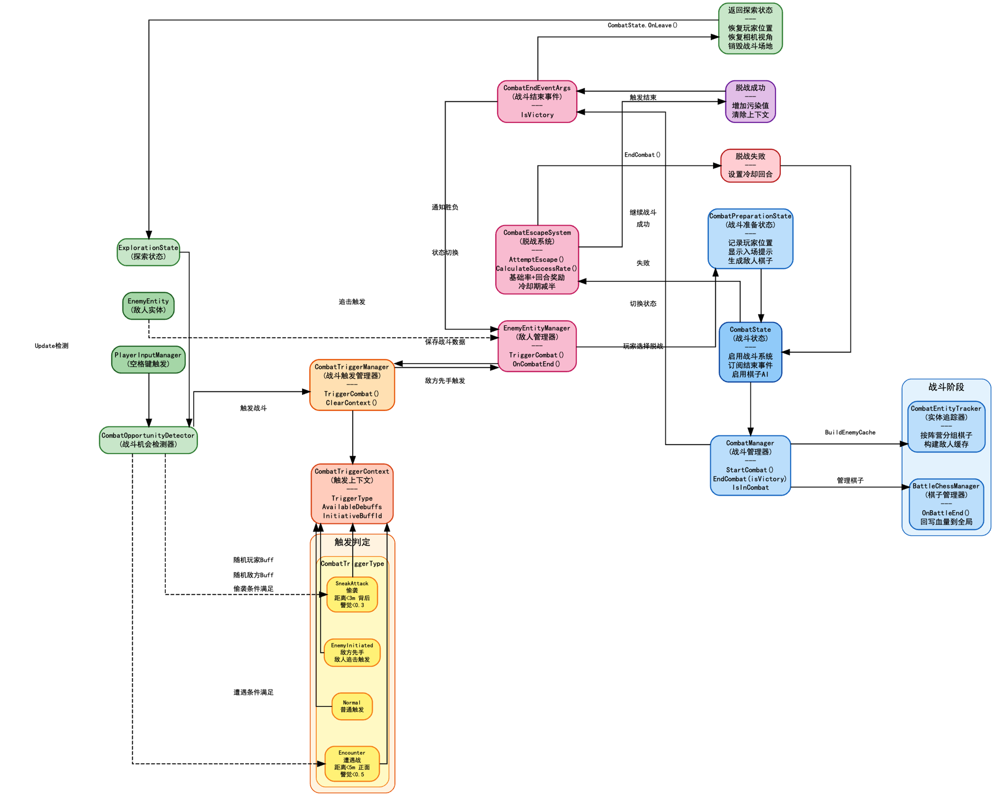 返回探索状态
———
恢复玩家位置
恢复相机视角
销毁战斗场地
CombatState.OnLeave()
CombatEndEventArgs
(战斗结束事件)
———
IsVictory
脱战成功
———
增加污染值
清除上下文
触发结束
EndCombat()
脱战失败
———
设置冷却回合
通知胜负
继续战斗
成功
CombatPreparationState
(战斗准备状态)
———
记录玩家位置
显示入场提示
生成敌人棋子
CombatEscapeSystem
(脱战系统)
———
AttemptEscape()
CalculateSuccessRate()
基础率+回合奖励
冷却期减半
ExplorationState
(探索状态)
状态切换
失败
EnemyEntity
(敌人实体)
追击触发
切换状态
EnemyEntityManager
(敌人管理器)
———
TriggerCombat()
OnCombatEnd()
CombatState
(战斗状态)
———
启用战斗系统
订阅结束事件
启用棋子AI
Update检测
保存战斗数据
玩家选择脱战
PlayerInputManager
(空格键触发)
CombatTriggerManager
(战斗触发管理器)
———
TriggerCombat()
ClearContext()
敌方先手触发
战斗阶段
触发战斗
CombatEntityTracker
(实体追踪器)
———
按阵营分组棋子
构建敌人缓存
CombatOpportunityDetector
(战斗机会检测器)
BuildEnemyCache
CombatManager
(战斗管理器)
———
StartCombat()
EndCombat(isVictory)
IsInCombat
CombatTriggerContext
(触发上下文)
———
TriggerType
AvailableDebuffs
InitiativeBuffId
管理棋子
BattleChessManager
(棋子管理器)
———
OnBattleEnd()
回写血量到全局
触发判定
随机玩家Buff
CombatTriggerType
随机敌方Buff
偷袭条件满足
SneakAttack
偷袭
距离<3m 背后
警觉<0.3
EnemyInitiated
敌方先手
敌人追击触发
遭遇条件满足
Normal
普通触发
Encounter
遭遇战
距离<5m 正面
警觉<0.5